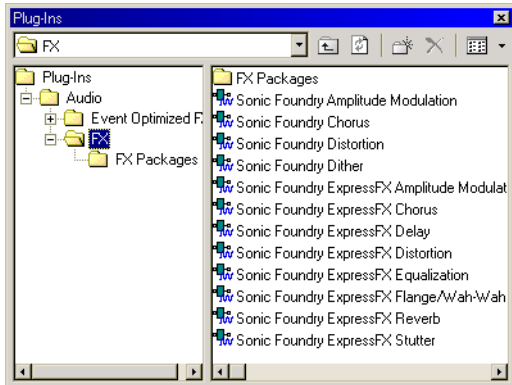 Plug-Ins
FX
Plug-Ins
Audio
Event Optimized F
FX
FX Packages
FX Packages
Sonic Foundry Amplitude Modulation
Sonic Foundry Chorus
Sonic Foundry Distortion
Sonic Foundry Dither
Sonic Foundry ExpressFX Amplitude Modulat
Sonic Foundry ExpressFX Chorus
Sonic Foundry ExpressFX Delay
Sonic Foundry ExpressFX Distortion
Sonic Foundry ExpressFX Equalization
Sonic Foundry ExpressFX Flange/Wah-Wah
Sonic Foundry ExpressFX Reverb
Sonic Foundry ExpressFX Stutter